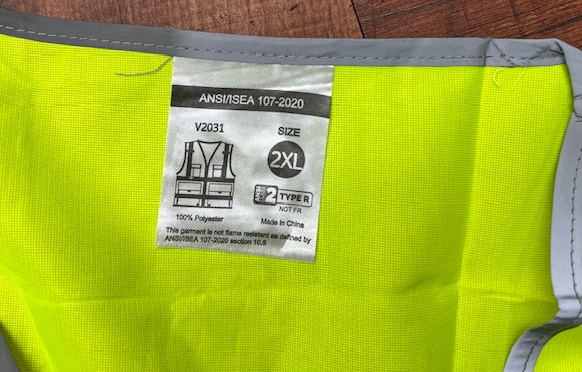 ANSI/ISEA 107-2020
V2031
SIZE
2XL
2 TYPE R
NOT FR
100% Polyester
Made in China
This garment is not flame resistant as defined by
ANSI/ISEA 107-2020 section 10.5